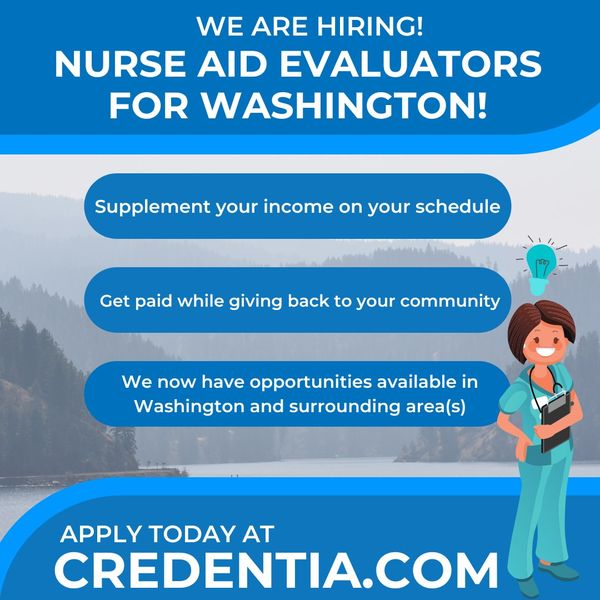 WE ARE HIRING!
NURSE AID EVALUATORS
FOR WASHINGTON!
Supplement your income on your schedule
Get paid while giving back to your community
We now have opportunities available in
Washington and surrounding area(s)
APPLY TODAY AT
CREDENTIA.COM